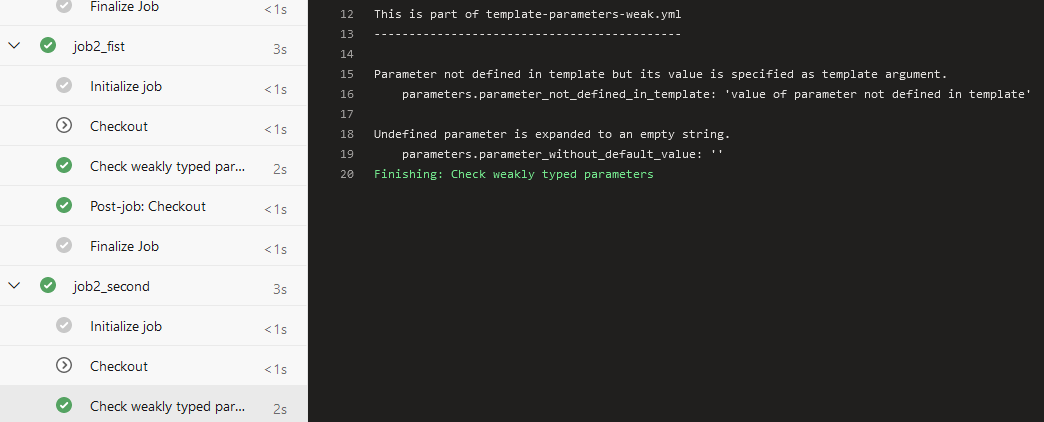 Finalize Job <1s
job2_fist 3s
Initialize job <1s
Checkout <1s
Check weakly typed par... 2s
Post-job: Checkout <1s
Finalize Job <1s
job2_second 3s
Initialize job <1s
Checkout <1s
Check weakly typed par... 2s
12 This is part of template-parameters-weak.yml
13 --------------------------------------------
14
15 Parameter not defined in template but its value is specified as template argument.
16 parameters.parameter_not_defined_in_template: 'value of parameter not defined in template'
17
18 Undefined parameter is expanded to an empty string.
19 parameters.parameter_without_default_value: ''
20 Finishing: Check weakly typed parameters